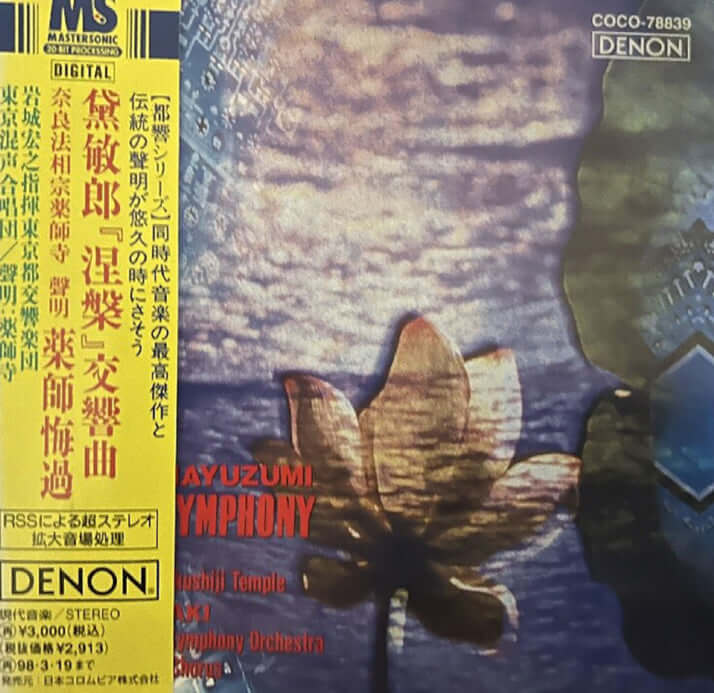 MS
MASTERSONIC
20-BIT PROCESSING
DIGITAL
【都響シリーズ】同時代音楽の最高傑作と
伝統の聲明が悠久の時にさそう
黛敏郎『涅槃』交響曲
奈良法相宗薬師寺 聲明 薬師悔過
岩城宏之指揮東京都交響楽団
東京混声合唱団/聲明:薬師寺
RSSによる超ステレオ
拡大音場処理
DENON
現代音楽/STEREO
(再)¥3,000(税込)
(税抜価格¥2,913)
(再)98・3・19まで
発売元:日本コロムビア株式会社
COCO-78839
DENON
AYUZUMI
YMPHONY
kushiji Temple
AKI
ymphony Orchestra
Chorus